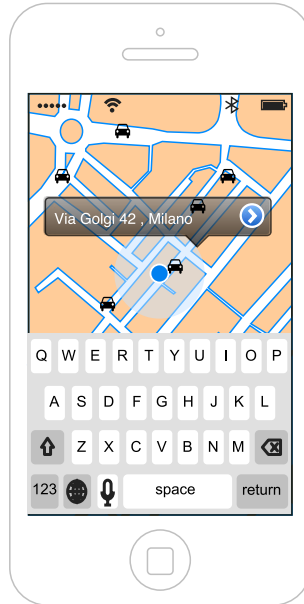 Via Golgi 42 , Milano
Q W E R T Y U I O P
A S D F G H J K L
Z X C V B N M
123 space return